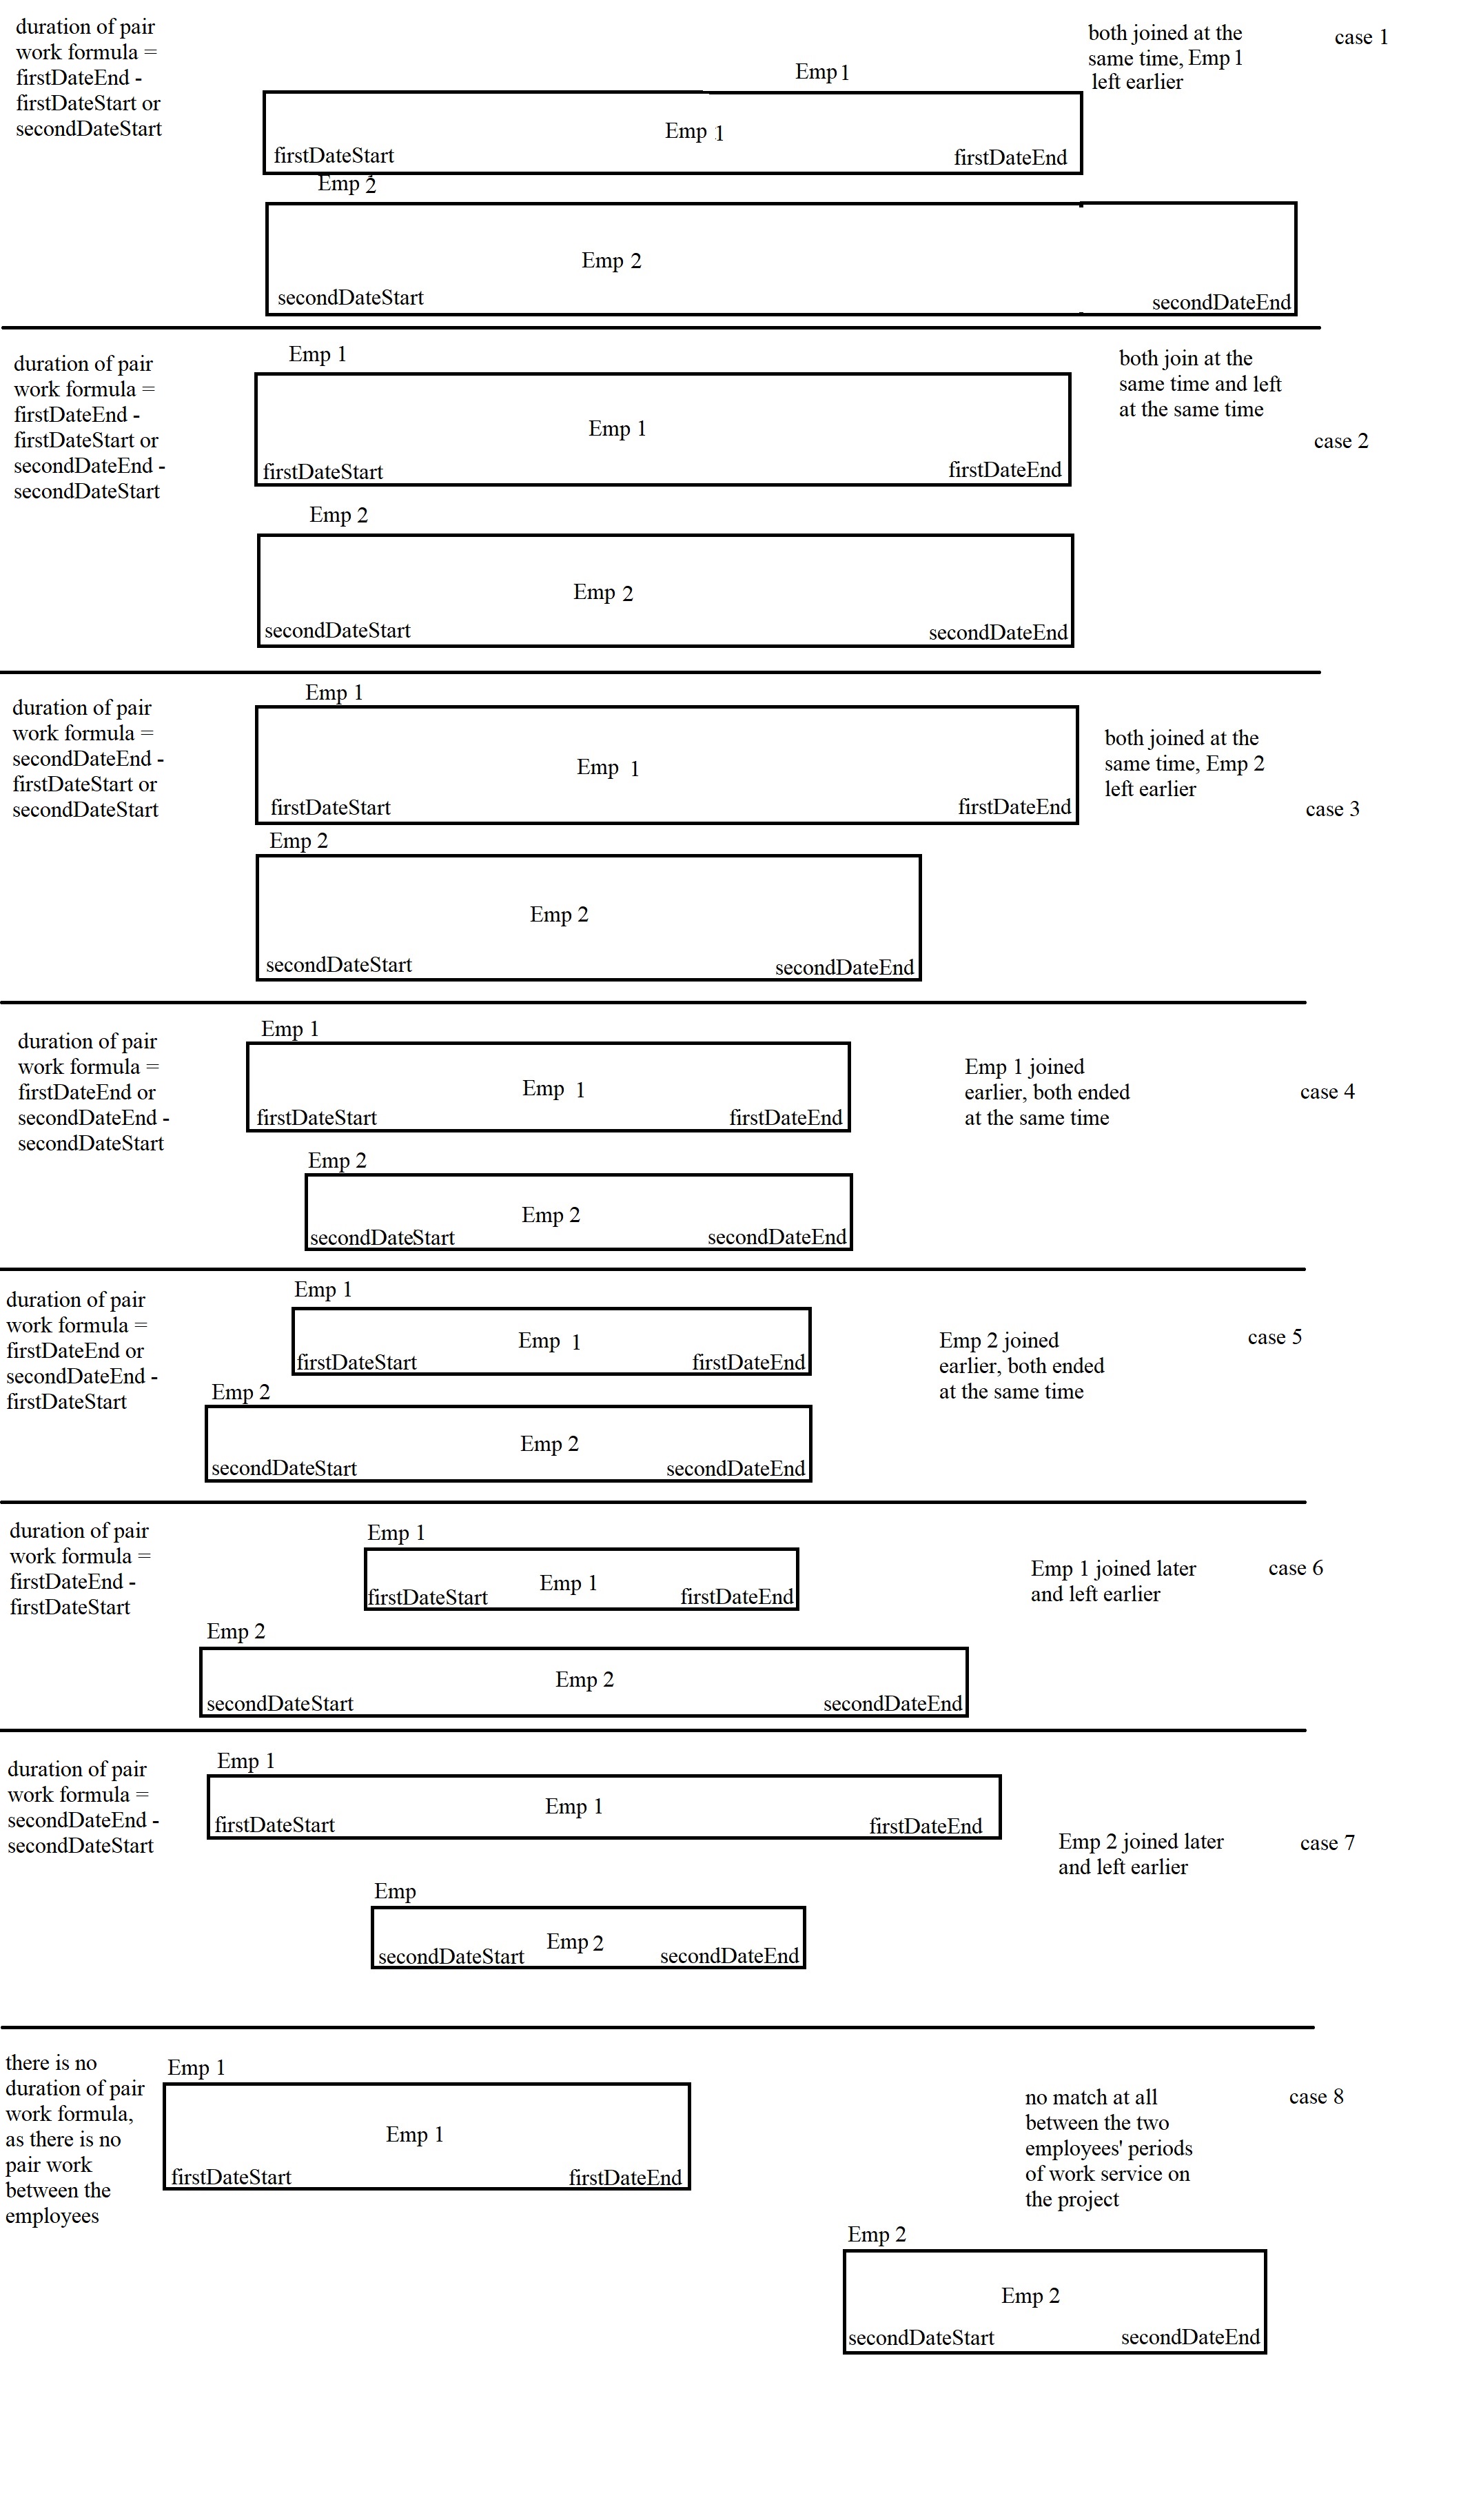 duration of pair
work formula =
firstDateEnd -
firstDateStart or
secondDateStart
both joined at the
same time, Emp 1
left earlier
case 1
Emp 1
Emp 1
firstDateStart
firstDateEnd
Emp 2
Emp 2
secondDateStart
secondDateEnd
duration of pair
work formula =
firstDateEnd -
firstDateStart or
secondDateEnd -
secondDateStart
Emp 1
Emp 1
firstDateStart
firstDateEnd
both join at the
same time and left
at the same time
case 2
Emp 2
Emp 2
secondDateStart
secondDateEnd
duration of pair
work formula =
secondDateEnd -
firstDateStart or
secondDateStart
Emp 1
Emp 1
firstDateStart
firstDateEnd
both joined at the
same time, Emp 2
left earlier
case 3
Emp 2
Emp 2
secondDateStart
secondDateEnd
duration of pair
work formula =
firstDateEnd or
secondDateEnd -
secondDateStart
Emp 1
Emp 1
firstDateStart
firstDateEnd
Emp 1 joined
earlier, both ended
at the same time
case 4
Emp 2
Emp 2
secondDateStart
secondDateEnd
duration of pair
work formula =
firstDateEnd or
secondDateEnd -
firstDateStart
Emp 1
Emp 1
firstDateStart
firstDateEnd
Emp 2 joined
earlier, both ended
at the same time
case 5
Emp 2
Emp 2
secondDateStart
secondDateEnd
duration of pair
work formula =
firstDateEnd -
firstDateStart
Emp 1
Emp 1
firstDateStart
firstDateEnd
Emp 1 joined later
and left earlier
case 6
Emp 2
Emp 2
secondDateStart
secondDateEnd
duration of pair
work formula =
secondDateEnd -
secondDateStart
Emp 1
Emp 1
firstDateStart
firstDateEnd
Emp 2 joined later
and left earlier
case 7
Emp
Emp 2
secondDateStart
secondDateEnd
there is no
duration of pair
work formula,
as there is no
pair work
between the
employees
Emp 1
Emp 1
firstDateStart
firstDateEnd
no match at all
between the two
employees' periods
of work service on
the project
case 8
Emp 2
Emp 2
secondDateStart
secondDateEnd